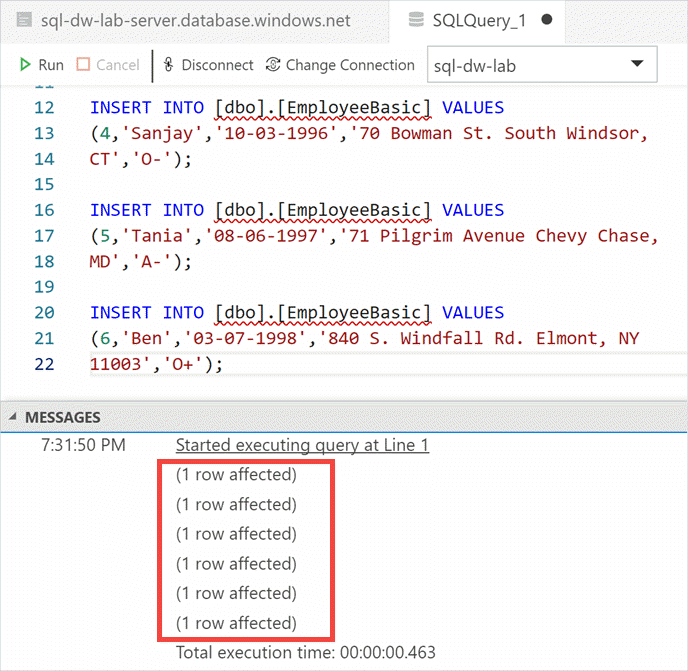 sql-dw-lab-server.database.windows.net SQLQuery_1
Run Cancel Disconnect Change Connection sql-dw-lab
11
12 INSERT INTO [dbo].[EmployeeBasic] VALUES
13 (4,'Sanjay','10-03-1996','70 Bowman St. South Windsor,
14 CT','O-');
15
16 INSERT INTO [dbo].[EmployeeBasic] VALUES
17 (5,'Tania','08-06-1997','71 Pilgrim Avenue Chevy Chase,
18 MD','A-');
19
20 INSERT INTO [dbo].[EmployeeBasic] VALUES
21 (6,'Ben','03-07-1998','840 S. Windfall Rd. Elmont, NY
22 11003','O+');
MESSAGES
7:31:50 PM Started executing query at Line 1
(1 row affected)
(1 row affected)
(1 row affected)
(1 row affected)
(1 row affected)
(1 row affected)
Total execution time: 00:00:00.463